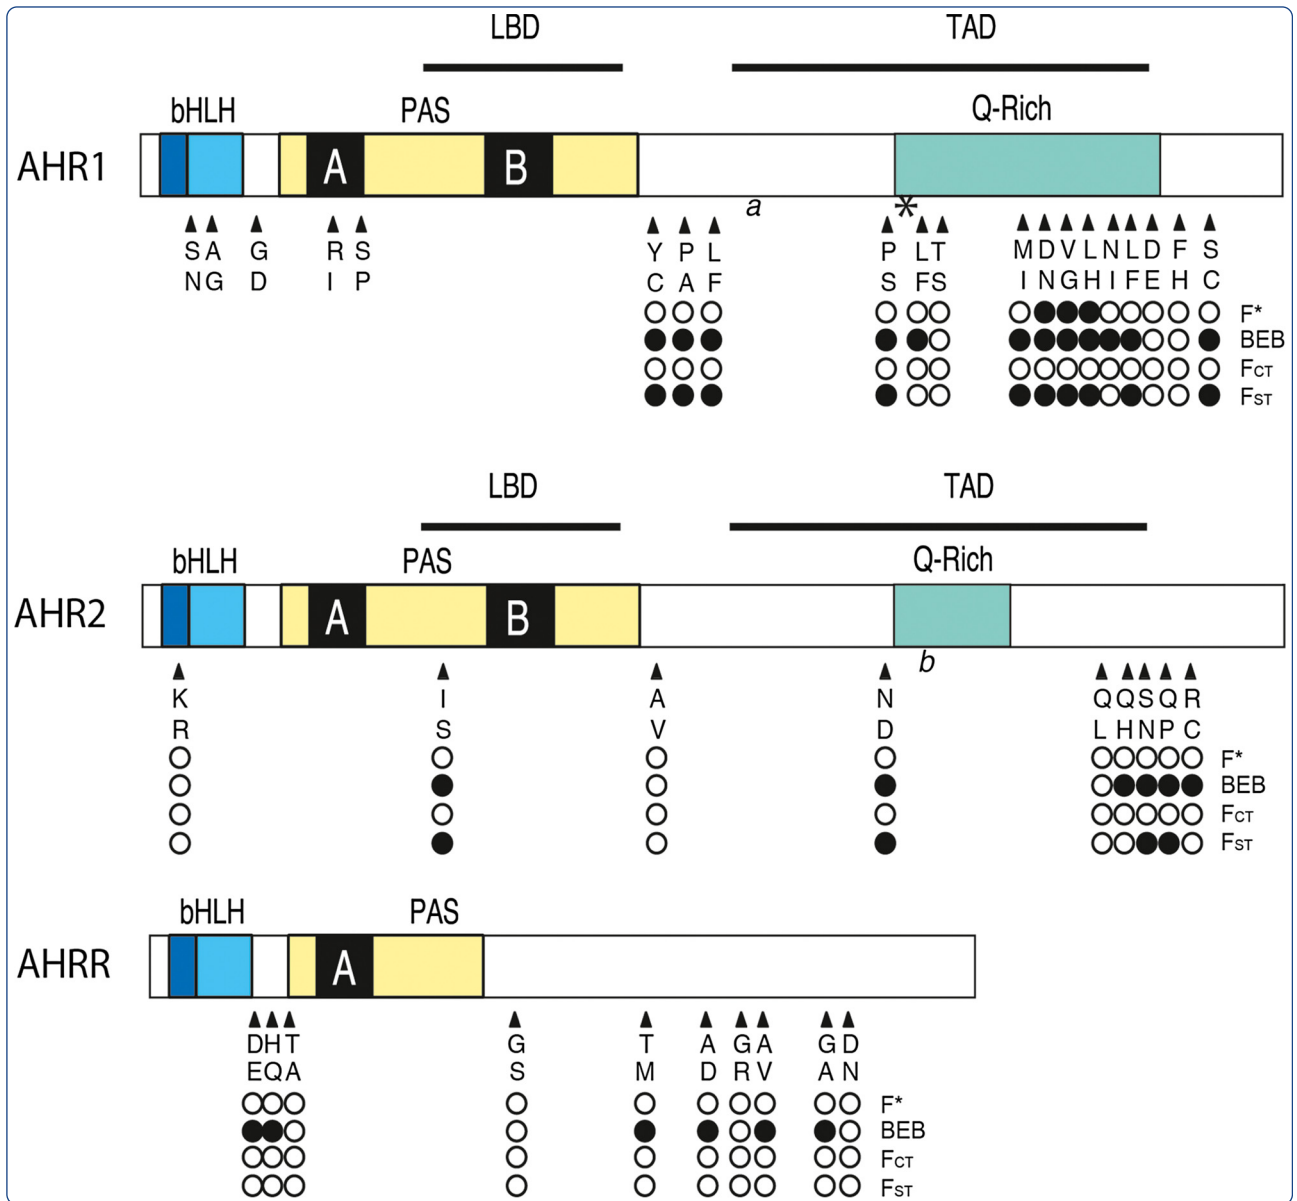 LBD TAD
bHLH PAS Q-Rich
AHR1 A B
a *
S A G R S Y P L P L T M D V L N L D F S
N G D I P C A F S F S I N G H I F E H C
F*
BEB
FCT
FST
LBD TAD
bHLH PAS Q-Rich
AHR2 A B
b
K I A N Q Q S Q R
R S V D L H N P C
F*
BEB
FCT
FST
bHLH PAS
AHRR A
D H T G T A G A G D
E Q A S M D R V A N
F*
BEB
FCT
FST